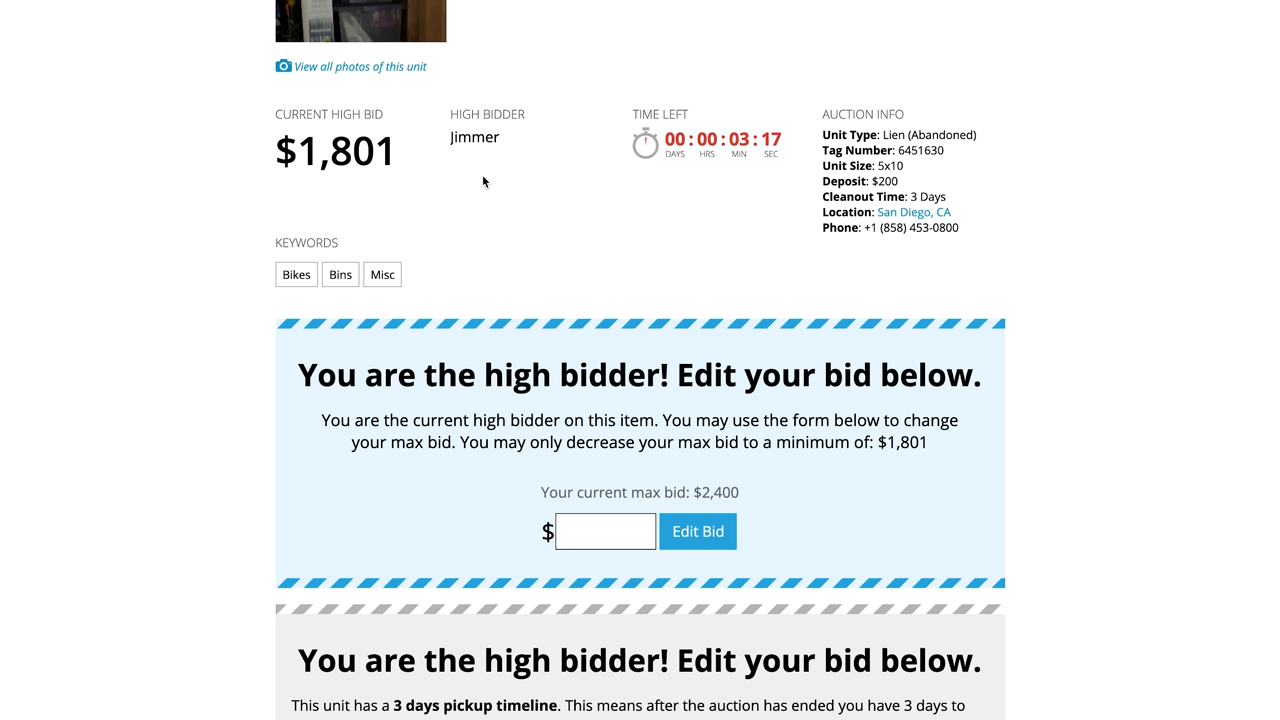 View all photos of this unit
CURRENT HIGH BID
$1,801
HIGH BIDDER
Jimmer
TIME LEFT
00 : 00 : 03 : 17
DAYS HRS MIN SEC
AUCTION INFO
Unit Type: Lien (Abandoned)
Tag Number: 6451630
Unit Size: 5x10
Deposit: $200
Cleanout Time: 3 Days
Location: San Diego, CA
Phone: +1 (858) 453-0800
KEYWORDS
Bikes Bins Misc
You are the high bidder! Edit your bid below.
You are the current high bidder on this item. You may use the form below to change
your max bid. You may only decrease your max bid to a minimum of: $1,801
Your current max bid: $2,400
$ Edit Bid
You are the high bidder! Edit your bid below.
This unit has a 3 days pickup timeline. This means after the auction has ended you have 3 days to